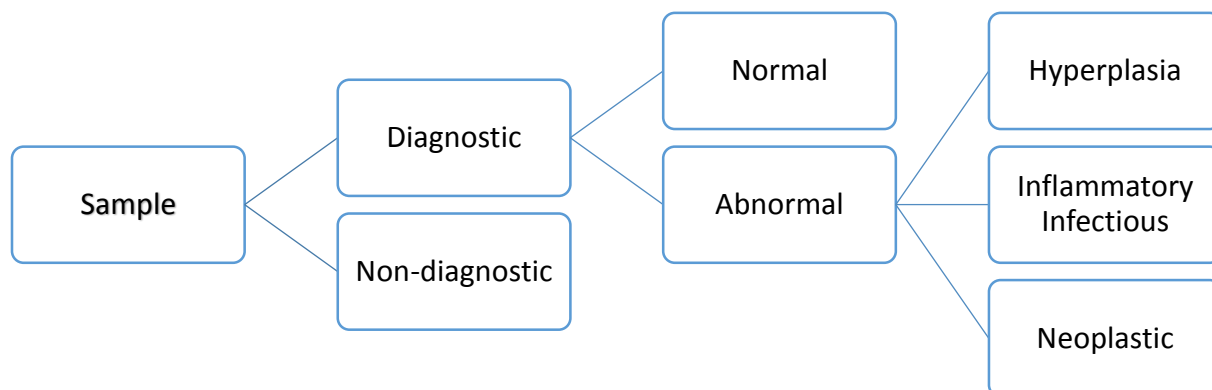 Sample
Diagnostic
Non-diagnostic
Normal
Abnormal
Hyperplasia
Inflammatory
Infectious
Neoplastic